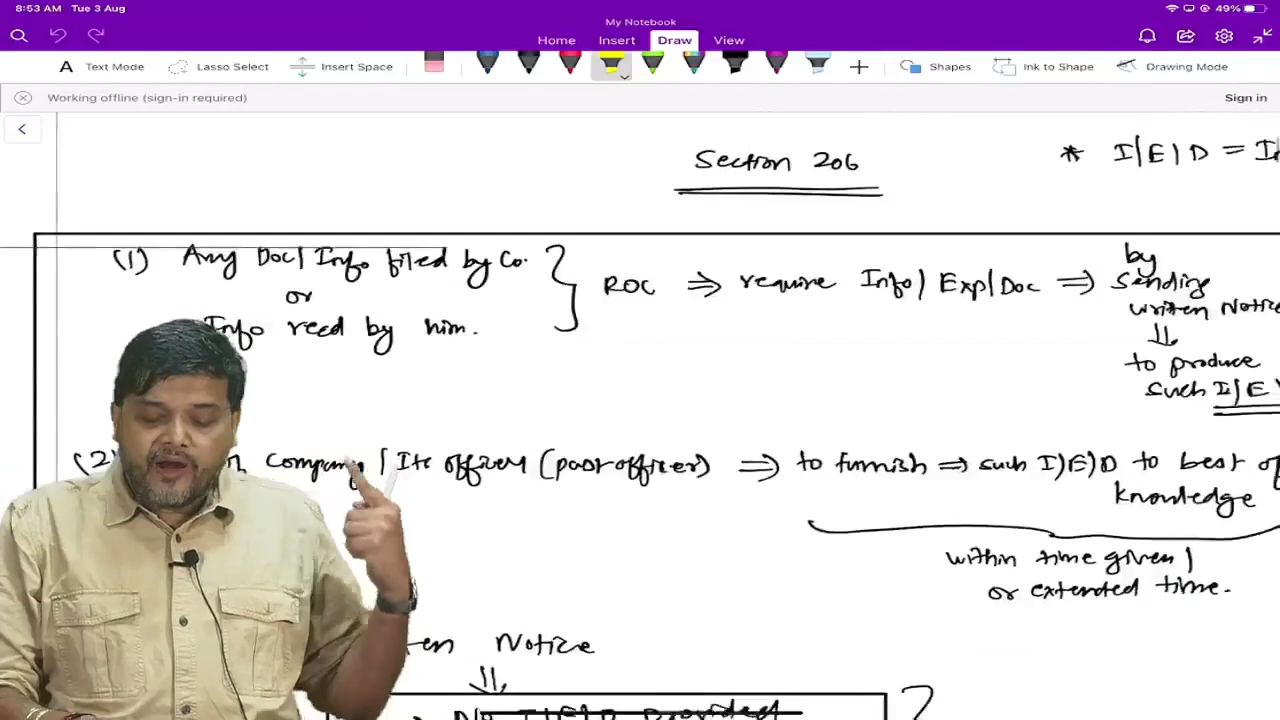 8:53 AM Tue 3 Aug
49%
My Notebook
Home Insert Draw View
Text Mode Lasso Select Insert Space Shapes Ink to Shape Drawing Mode
Working offline (sign-in required) Sign in
Section 206
* I/E/D =
(1) Any Doc/ Info filed by Co.
or
Info recd by him.
ROC ⇒ require Info/ Exp/Doc ⇒ by
Sending
written Notice
⇓
to produce
such I/E/
(2) company / Its officer (past officer) ⇒ to furnish ⇒ such I/E/D to best of
knowledge
within time given /
or extended time.
Notice
⇓
I/E/D provided